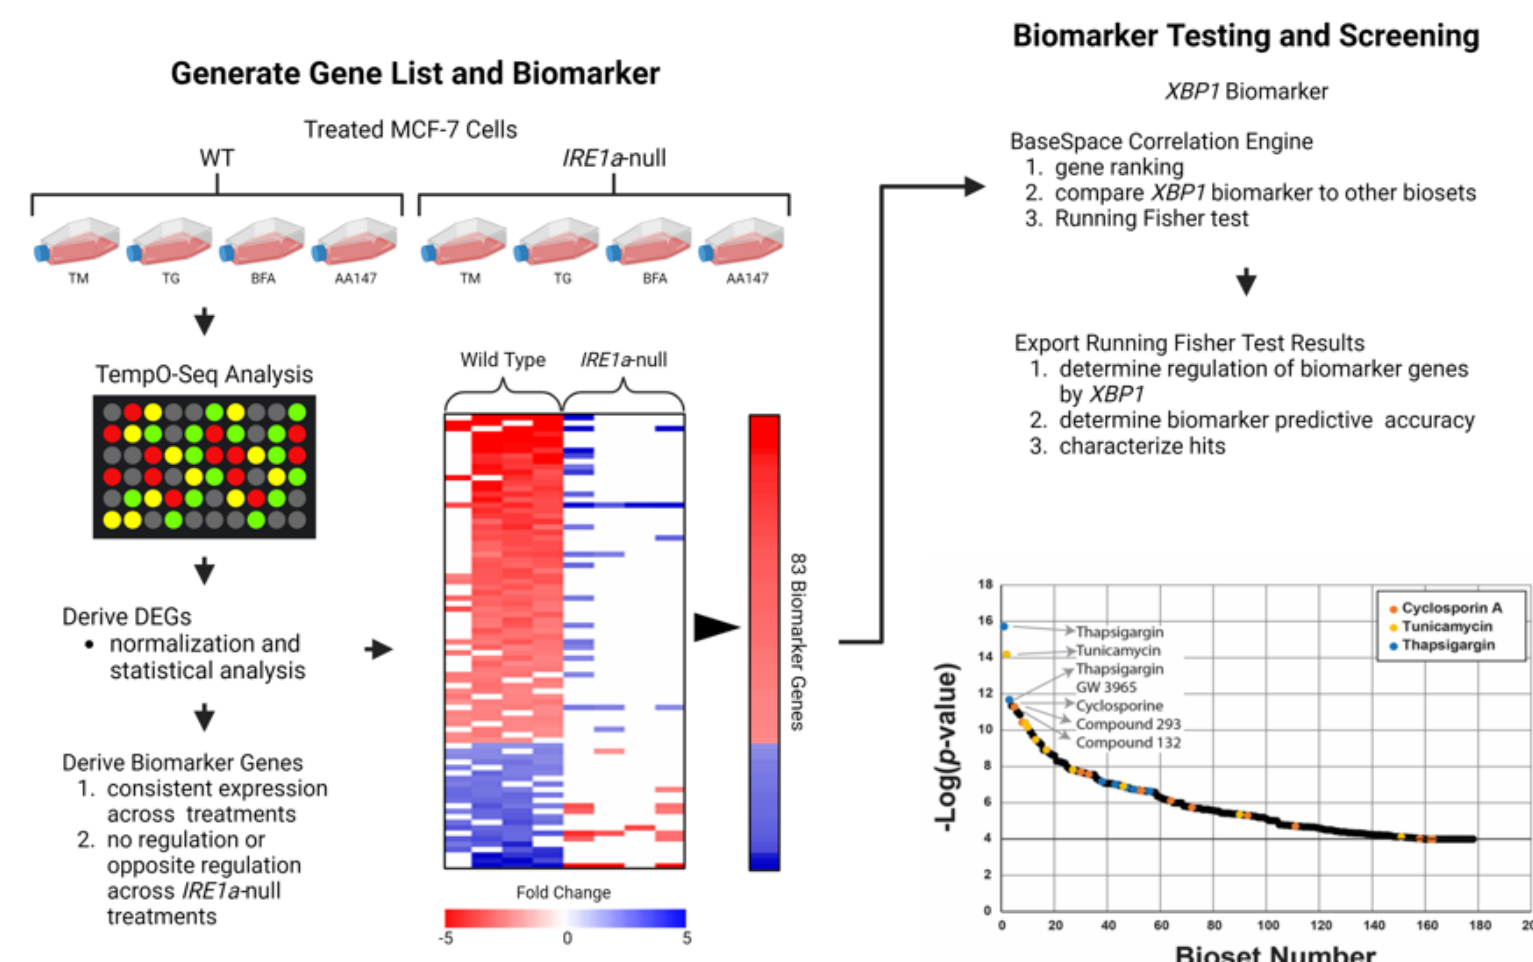 Generate Gene List and Biomarker
Treated MCF-7 Cells
WT
IRE1a-null
TM
TG
BFA
AA147
TM
TG
BFA
AA147
TempO-Seq Analysis
Derive DEGs
• normalization and
statistical analysis
Derive Biomarker Genes
1. consistent expression
across treatments
2. no regulation or
opposite regulation
across IRE1a-null
treatments
Wild Type
IRE1a-null
83 Biomarker Genes
Fold Change
-5
0
5
Biomarker Testing and Screening
XBP1 Biomarker
BaseSpace Correlation Engine
1. gene ranking
2. compare XBP1 biomarker to other biosets
3. Running Fisher test
Export Running Fisher Test Results
1. determine regulation of biomarker genes
by XBP1
2. determine biomarker predictive accuracy
3. characterize hits
-Log(p-value)
18
16
14
12
10
8
6
4
2
0
Thapsigargin
Tunicamycin
Thapsigargin
GW 3965
Cyclosporine
Compound 293
Compound 132
Cyclosporin A
Tunicamycin
Thapsigargin
0
20
40
60
80
100
120
140
160
180
Bioset Number